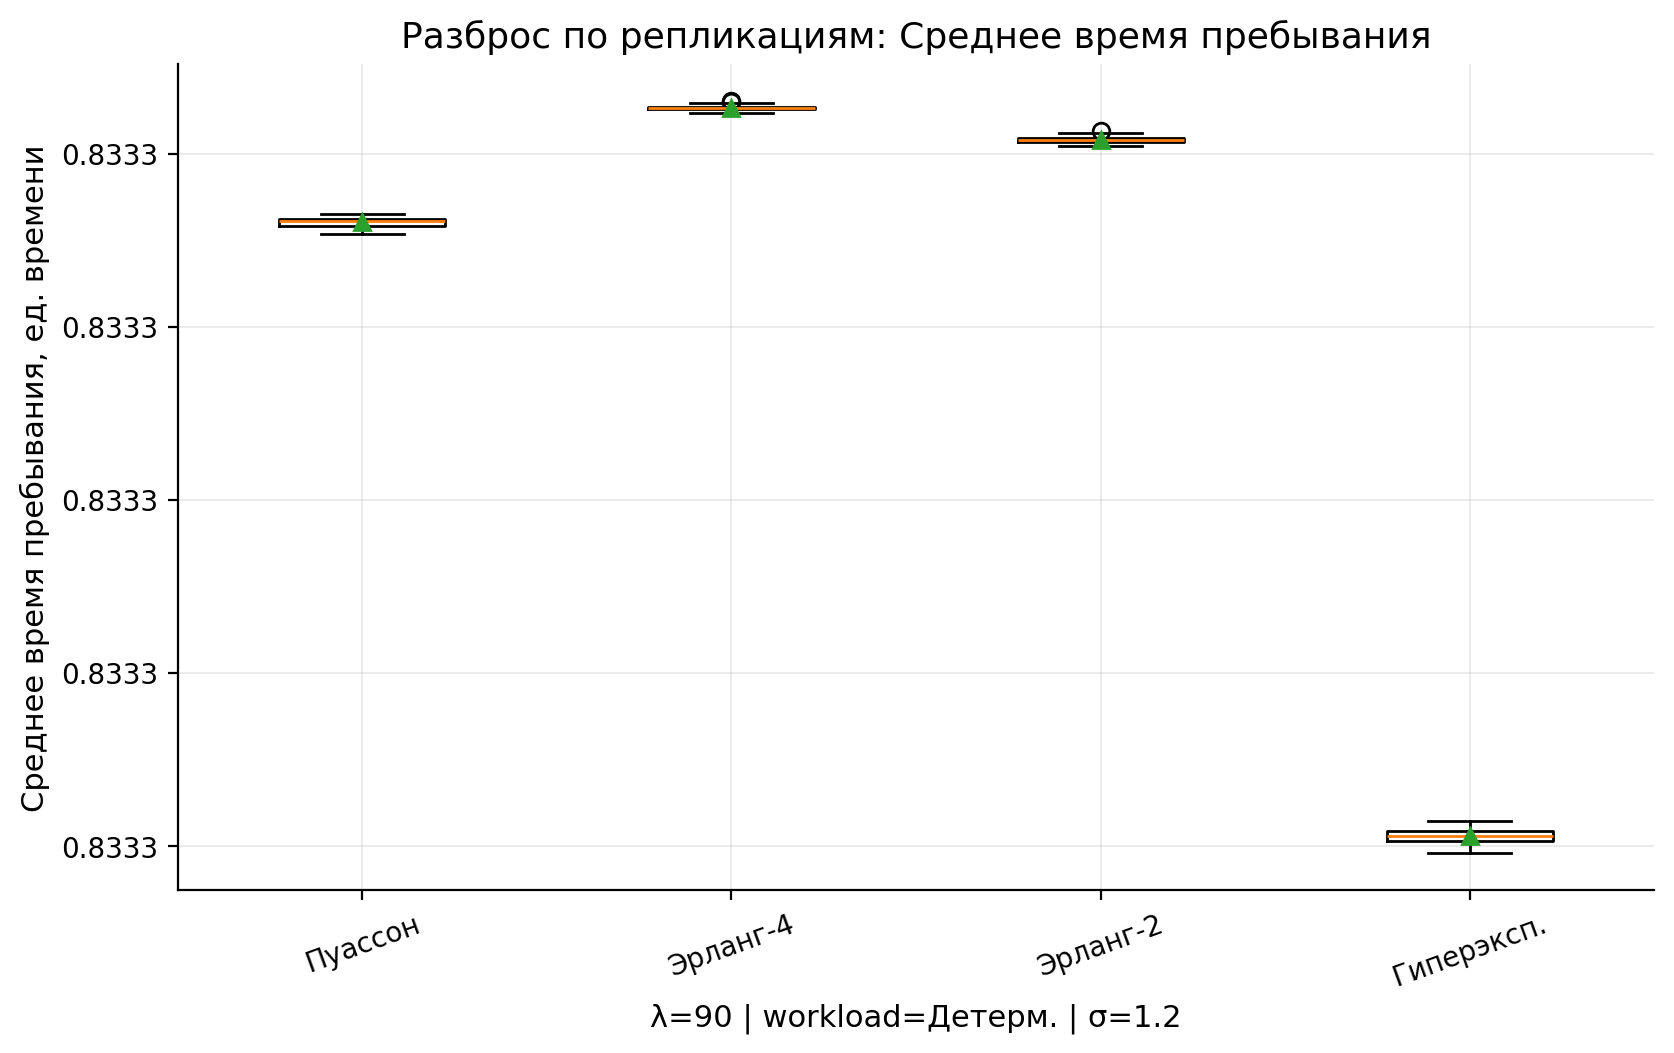 Разброс по репликациям: Среднее время пребывания
Среднее время пребывания, ед. времени
0.8333
0.8333
0.8333
0.8333
0.8333
Пуассон
Эрланг-4
Эрланг-2
Гиперэксп.
λ=90 | workload=Детерм. | σ=1.2